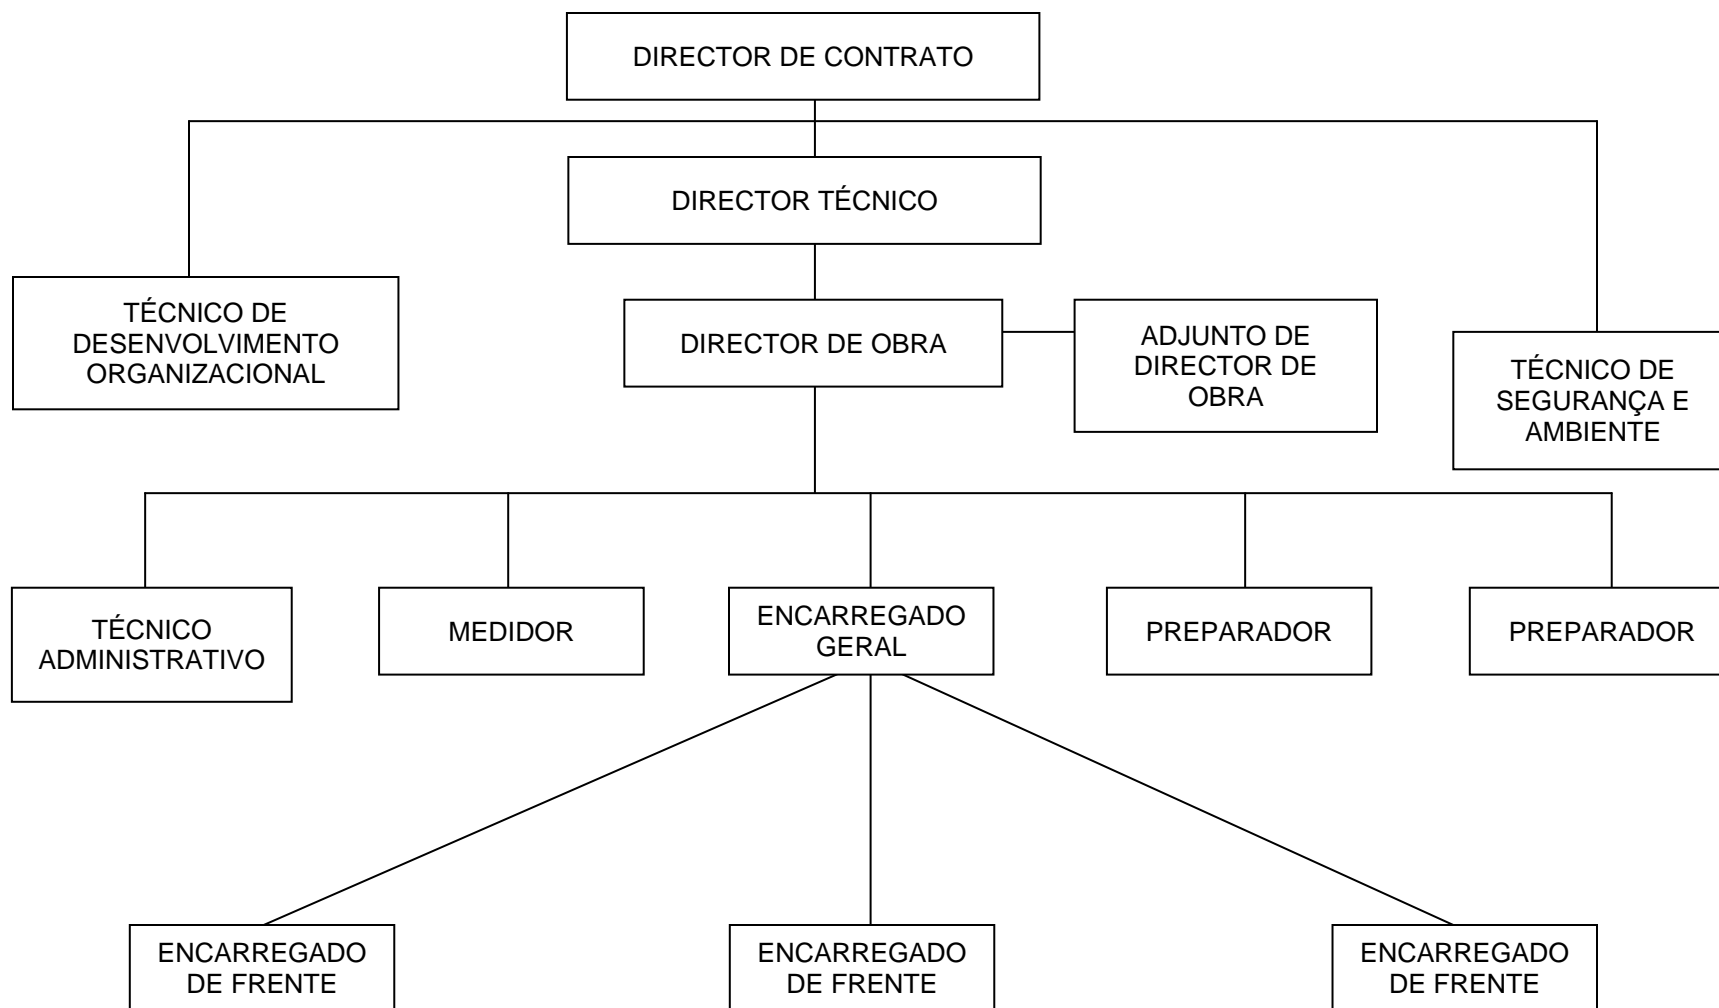 DIRECTOR DE CONTRATO
DIRECTOR TÉCNICO
TÉCNICO DE
DESENVOLVIMENTO
ORGANIZACIONAL
DIRECTOR DE OBRA
ADJUNTO DE
DIRECTOR DE
OBRA
TÉCNICO DE
SEGURANÇA E
AMBIENTE
TÉCNICO
ADMINISTRATIVO
MEDIDOR
ENCARREGADO
GERAL
PREPARADOR
PREPARADOR
ENCARREGADO
DE FRENTE
ENCARREGADO
DE FRENTE
ENCARREGADO
DE FRENTE